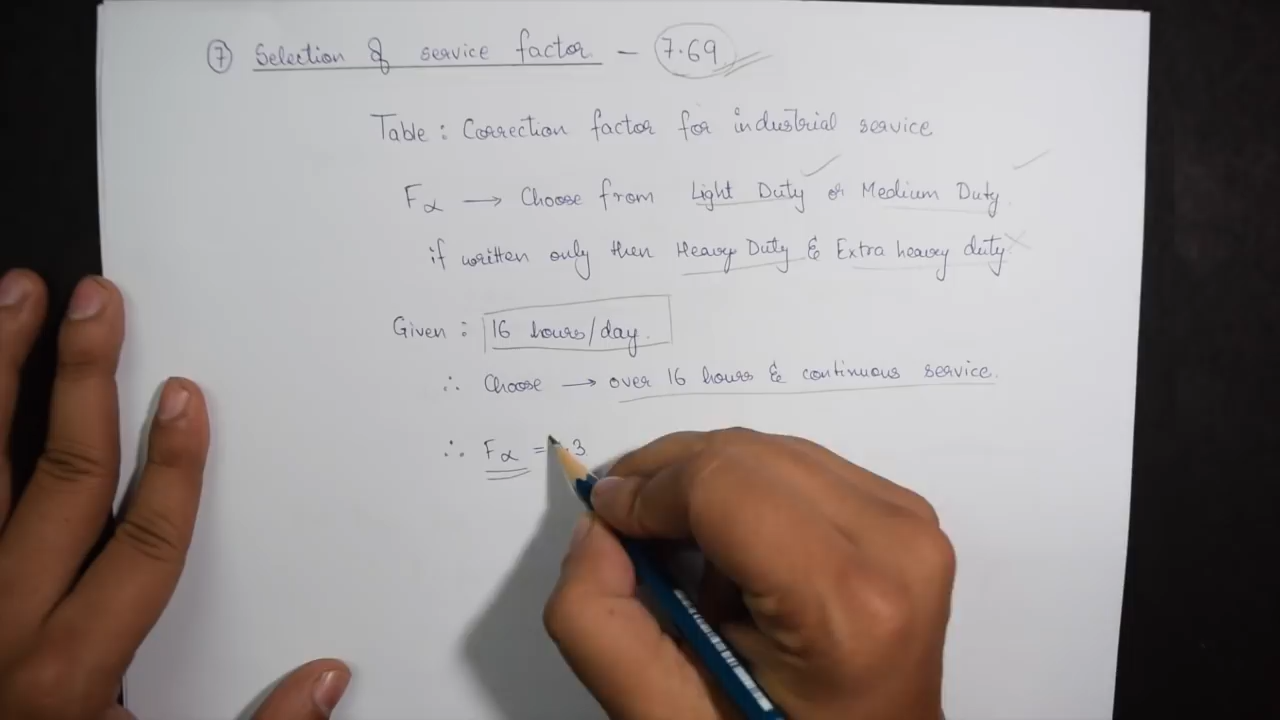 7 Selection of service factor - 7.69
Table : Correction factor for industrial service
Fα → Choose from Light Duty or Medium Duty.
if written only then Heavy Duty & Extra heavy duty
Given : 16 hours/day.
∴ Choose → over 16 hours & continuous service.
∴ Fα = .3